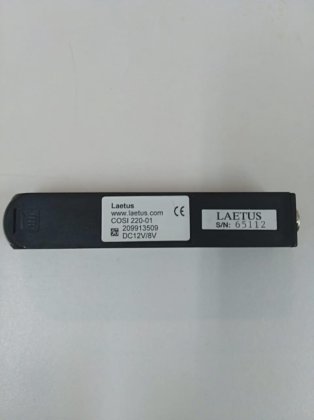 Laetus
www.laetus.com
COSI 220-01
209913509
DC12V/8V
CE
LAETUS
S/N: 65112